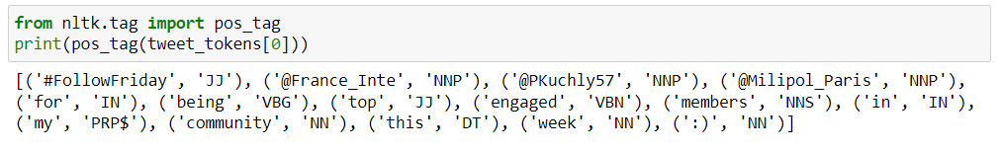 from nltk.tag import pos_tag
print(pos_tag(tweet_tokens[0]))
[('#FollowFriday', 'JJ'), ('@France_Inte', 'NNP'), ('@PKuchly57', 'NNP'), ('@Milipol_Paris', 'NNP'),
('for', 'IN'), ('being', 'VBG'), ('top', 'JJ'), ('engaged', 'VBN'), ('members', 'NNS'), ('in', 'IN'),
('my', 'PRP$'), ('community', 'NN'), ('this', 'DT'), ('week', 'NN'), (':)', 'NN')]